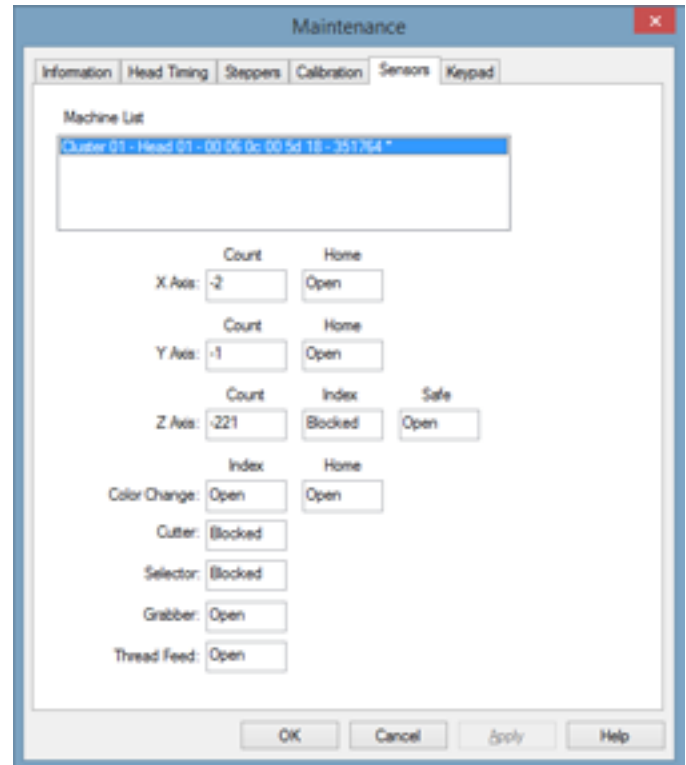 Maintenance
Information Head Timing Steppers Calibration Sensors Keypad
Machine List
Cluster 01 - Head 01 - 00 06 0c 00 5d 18 - 351764 *
Count Home
X Axis: -2 Open
Count Home
Y Axis: -1 Open
Count Index Safe
Z Axis: -221 Blocked Open
Index Home
Color Change: Open Open
Cutter: Blocked
Selector: Blocked
Grabber: Open
Thread Feed: Open
OK Cancel Apply Help